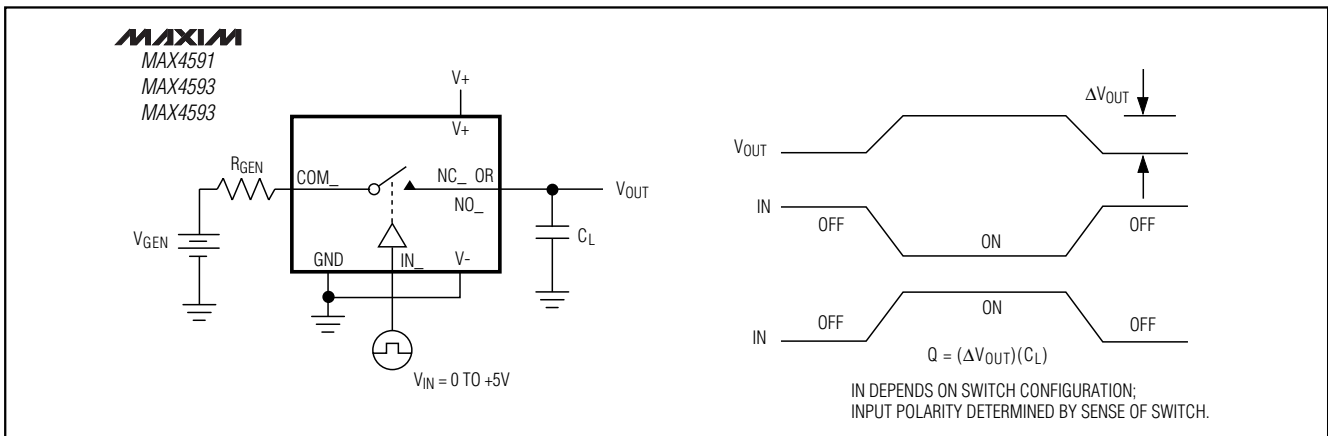 MAXIM
MAX4591
MAX4593
MAX4593
V+
V+
RGEN
COM_
NC_ OR
NO_
VOUT
VGEN
CL
GND
IN_
V-
VIN = 0 TO +5V
ΔVOUT
VOUT
IN
OFF
ON
OFF
IN
OFF
ON
OFF
Q = (ΔVOUT)(CL)
IN DEPENDS ON SWITCH CONFIGURATION;
INPUT POLARITY DETERMINED BY SENSE OF SWITCH.